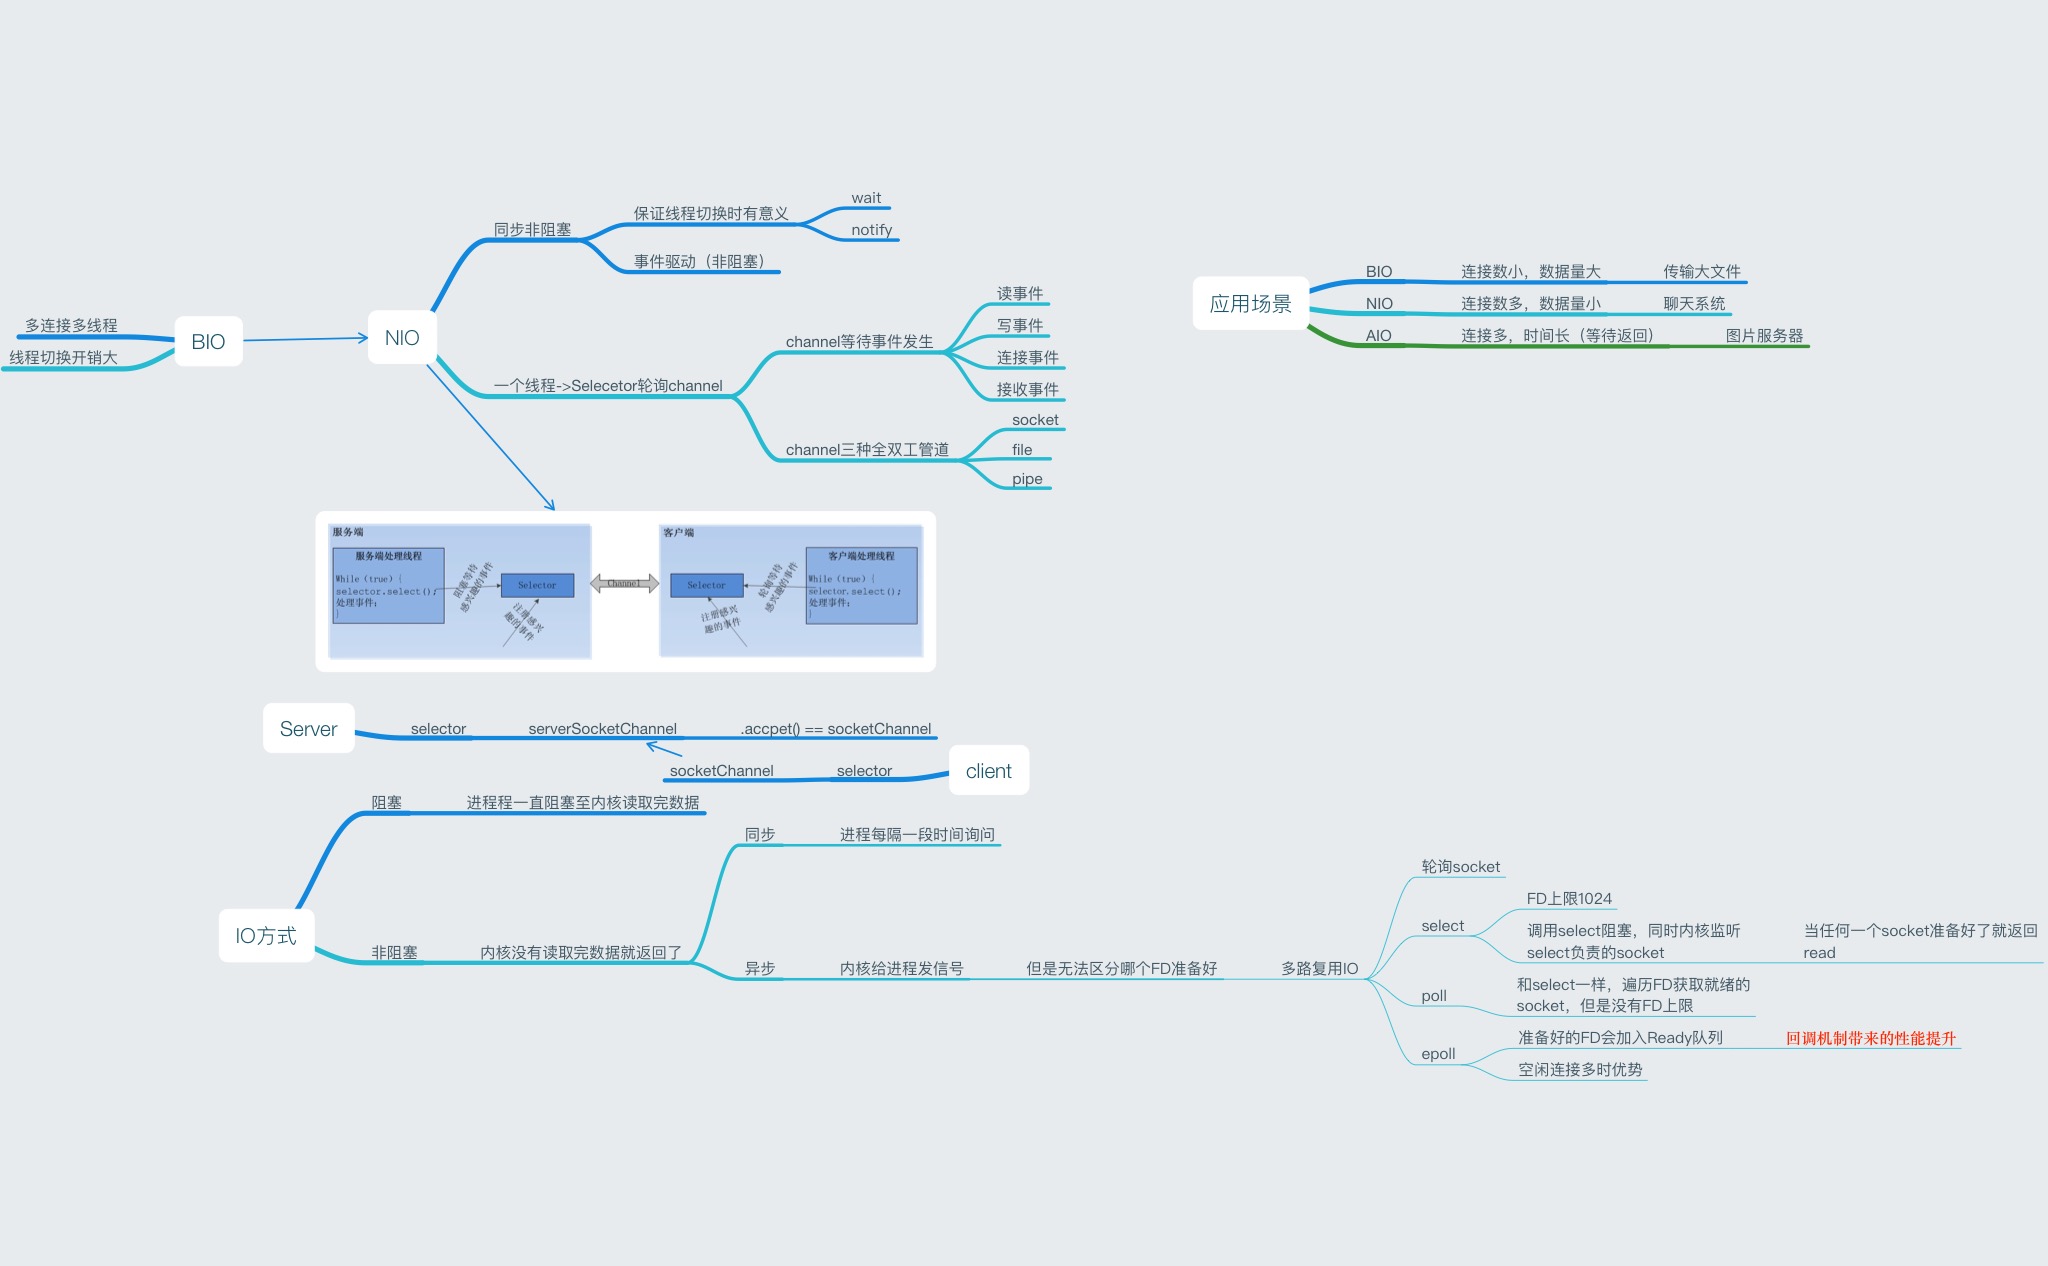 多连接多线程
线程切换开销大
BIO
NIO
同步非阻塞
保证线程切换时有意义
wait
notify
事件驱动（非阻塞）
一个线程->Selecetor轮询channel
channel等待事件发生
读事件
写事件
连接事件
接收事件
channel三种全双工管道
socket
file
pipe
应用场景
BIO
连接数小，数据量大
传输大文件
NIO
连接数多，数据量小
聊天系统
AIO
连接多，时间长（等待返回）
图片服务器
服务端
服务端处理线程
While（true）{
selector.select();
处理事件;
}
阻塞等待
感兴趣的事件
Selector
注册感兴
趣的事件
Channel
客户端
Selector
轮询等待
感兴趣的事件
注册感兴
趣的事件
客户端处理线程
While（true）{
selector.select();
处理事件;
}
Server
selector
serverSocketChannel
.accpet() == socketChannel
socketChannel
selector
client
IO方式
阻塞
进程程一直阻塞至内核读取完数据
非阻塞
内核没有读取完数据就返回了
同步
进程每隔一段时间询问
异步
内核给进程发信号
但是无法区分哪个FD准备好
多路复用IO
轮询socket
select
FD上限1024
调用select阻塞，同时内核监听
select负责的socket
当任何一个socket准备好了就返回
read
poll
和select一样，遍历FD获取就绪的
socket，但是没有FD上限
epoll
准备好的FD会加入Ready队列
回调机制带来的性能提升
空闲连接多时优势